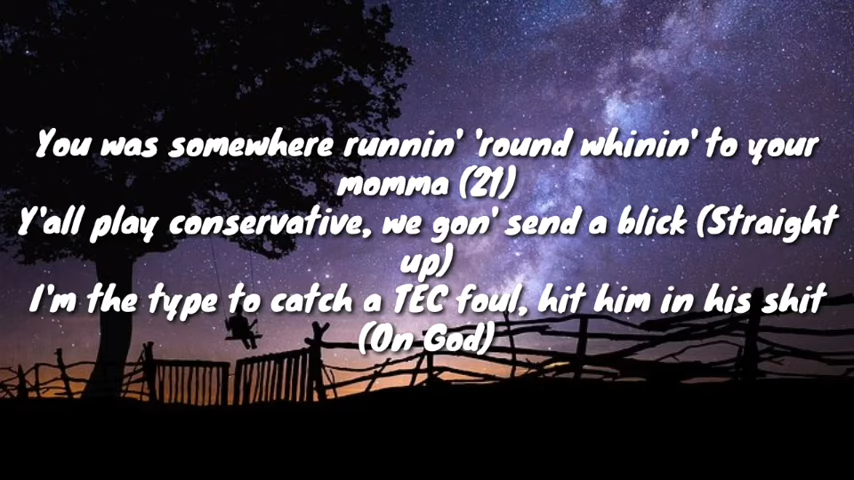 You was somewhere runnin' 'round whinin' to your
momma (21)
Y'all play conservative, we gon' send a blick (Straight
up)
I'm the type to catch a TEC foul, hit him in his shit
(On God)